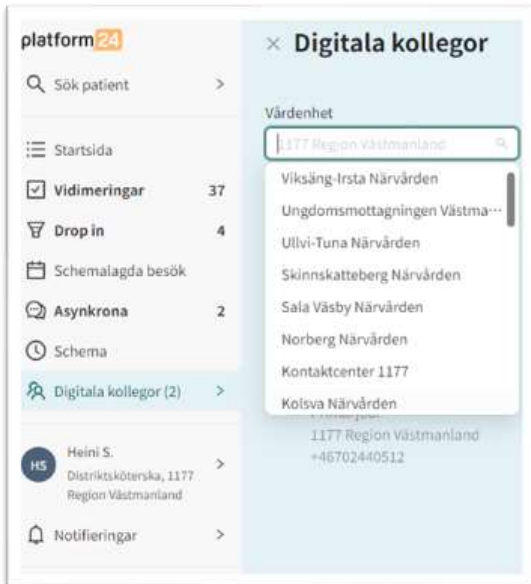 platform24
Sök patient
Startsida
Vidimeringar 37
Drop in 4
Schemalagda besök
Asynkrona 2
Schema
Digitala kollegor (2)
HS
Heini S.
Distriktsköterska, 1177
Region Västmanland
Notifieringar
× Digitala kollegor
Vårdenhet
1177 Region Västmanland
Viksäng-Irsta Närvården
Ungdomsmottagningen Västma...
Ullvi-Tuna Närvården
Skinnskatteberg Närvården
Sala Väsby Närvården
Norberg Närvården
Kontaktcenter 1177
Kolsva Närvården
1177 Region Västmanland
+46702440512